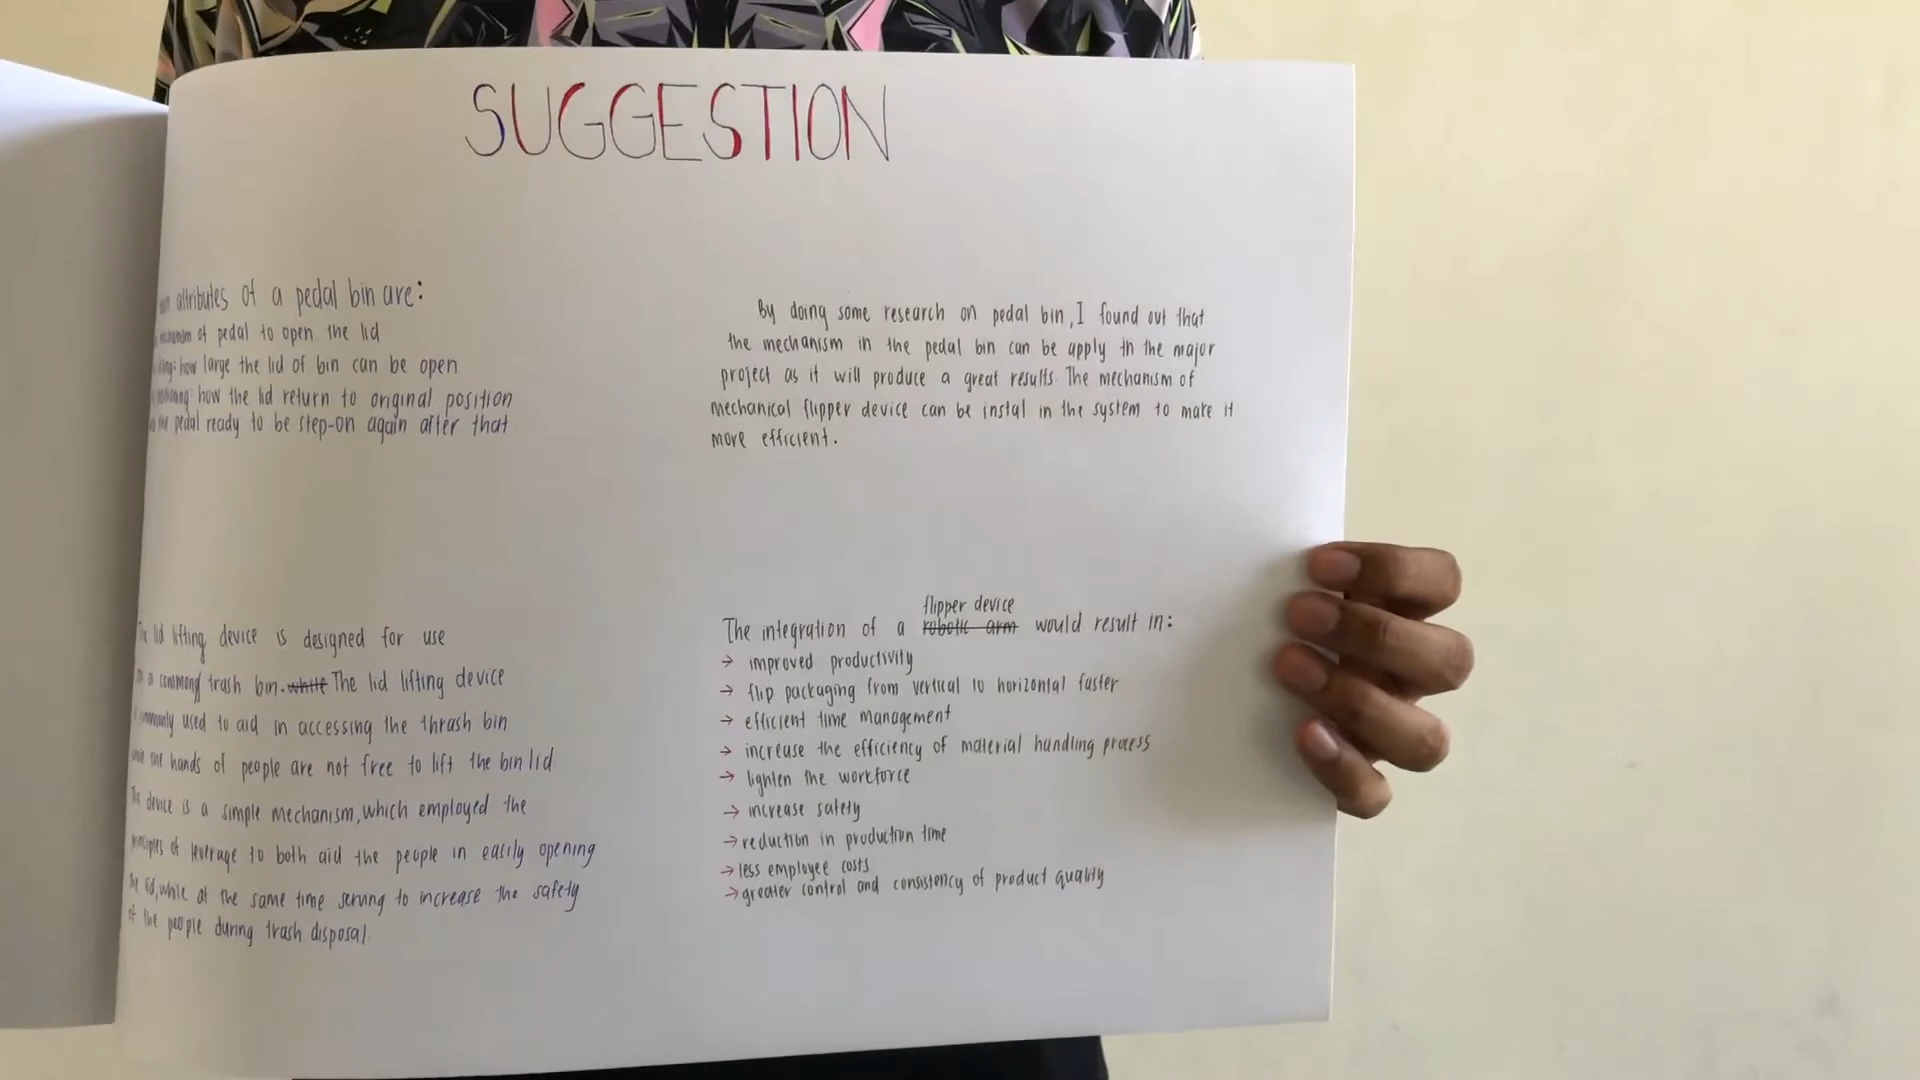 SUGGESTION
attributes of a pedal bin are:
of pedal to open the lid
how large the lid of bin can be open
how the lid return to original position
the pedal ready to be step-on again after that
By doing some research on pedal bin, I found out that
the mechanism in the pedal bin can be apply in the major
project as it will produce a great results. The mechanism of
mechanical flipper device can be instal in the system to make it
more efficient.
The lid lifting device is designed for use
a common trash bin. while The lid lifting device
commonly used to aid in accessing the thrash bin
the hands of people are not free to lift the bin lid.
The device is a simple mechanism, which employed the
principles of leverage to both aid the people in easily opening
the lid, while at the same time serving to increase the safety
of the people during trash disposal.
flipper device
The integration of a robotic arm would result in:
→ improved productivity
→ flip packaging from vertical to horizontal faster
→ efficient time management
→ increase the efficiency of material handling process
→ lighten the workforce
→ increase safety
→ reduction in production time
→ less employee costs
→ greater control and consistency of product quality